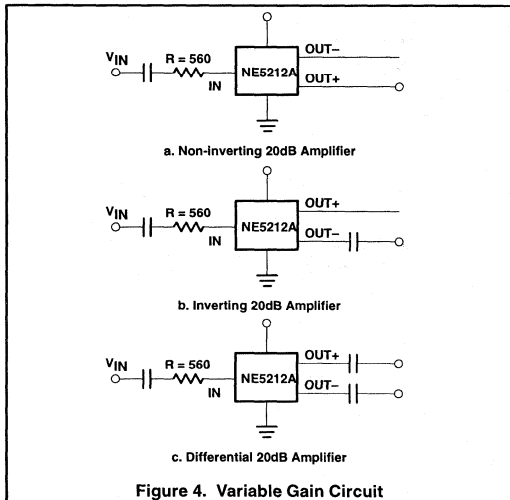 OUT–
VIN R = 560 NE5212A OUT+
IN
a. Non-inverting 20dB Amplifier
OUT+
VIN R = 560 NE5212A OUT–
IN
b. Inverting 20dB Amplifier
VIN R = 560 NE5212A OUT+
IN OUT–
c. Differential 20dB Amplifier
Figure 4. Variable Gain Circuit